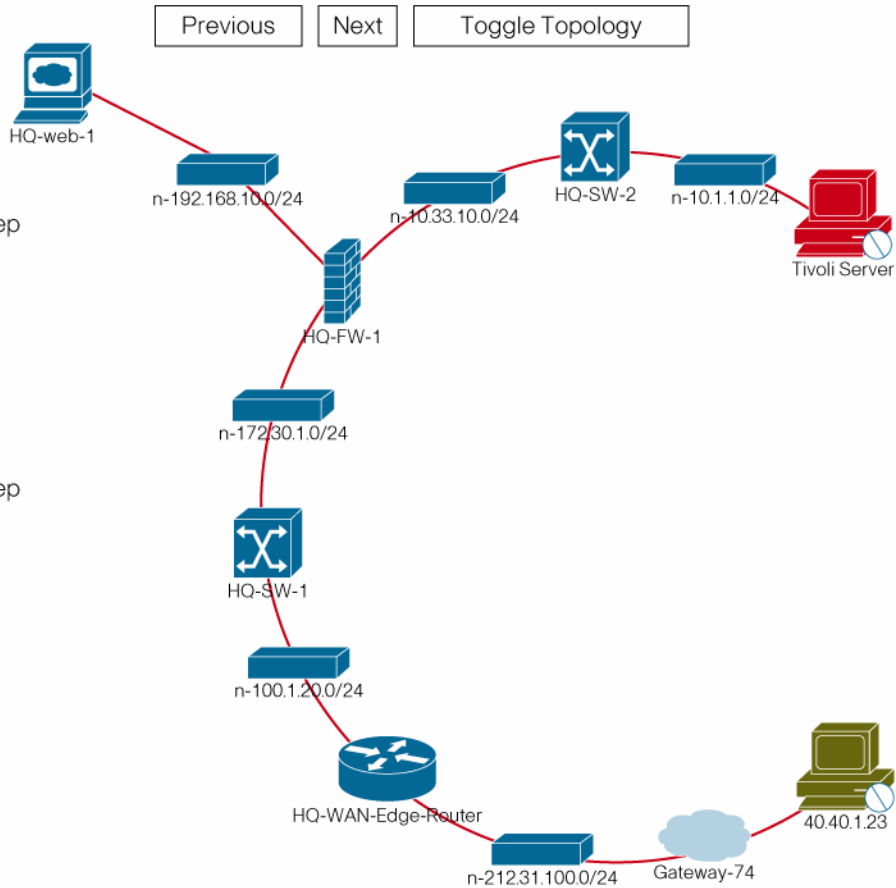 Previous
Next
Toggle Topology
HQ-web-1
n-192.168.10.0/24
n-10.33.10.0/24
HQ-SW-2
n-10.1.1.0/24
Tivoli Server
ep
HQ-FW-1
n-172.30.1.0/24
ep
HQ-SW-1
n-100.1.20.0/24
HQ-WAN-Edge-Router
40.40.1.23
Gateway-74
n-212.31.100.0/24